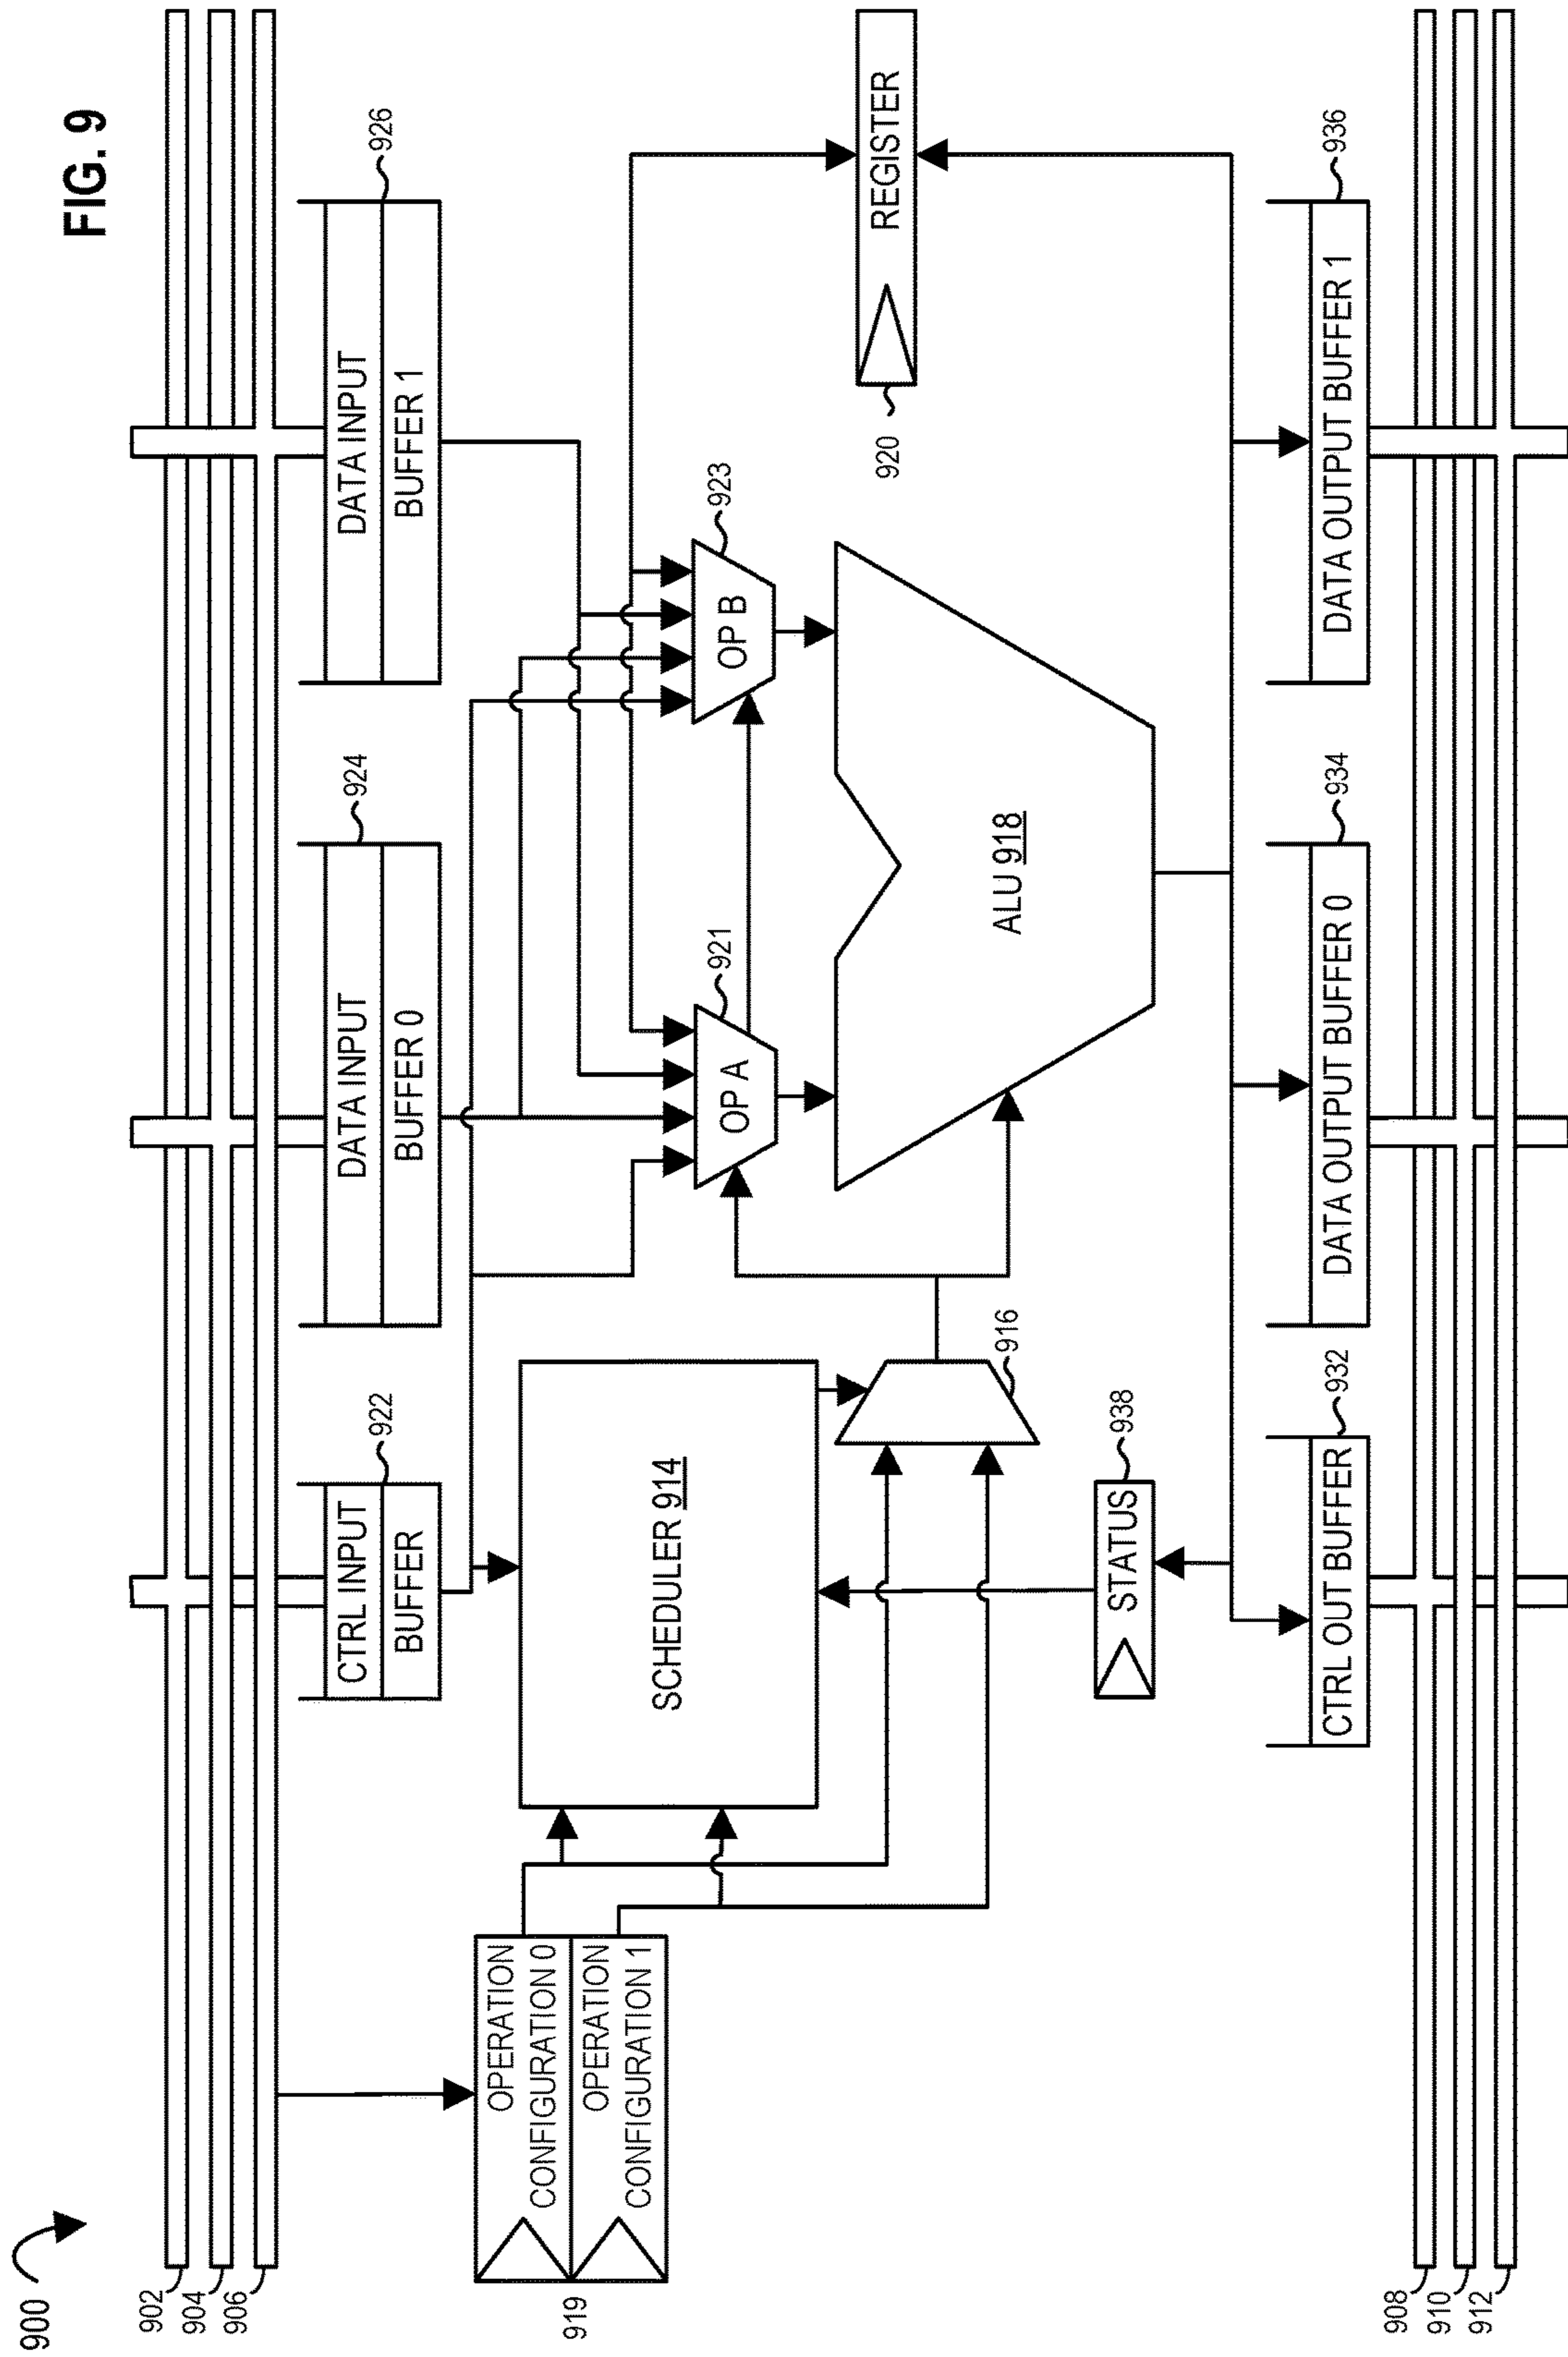 FIG. 9
900
902
904
906
CTRL INPUT
BUFFER
922
DATA INPUT
BUFFER 0
924
DATA INPUT
BUFFER 1
926
OPERATION
CONFIGURATION 0
OPERATION
CONFIGURATION 1
919
SCHEDULER 914
916
OP A
921
OP B
923
ALU 918
REGISTER
920
STATUS
938
CTRL OUT BUFFER
932
DATA OUTPUT BUFFER 0
934
DATA OUTPUT BUFFER 1
936
908
910
912